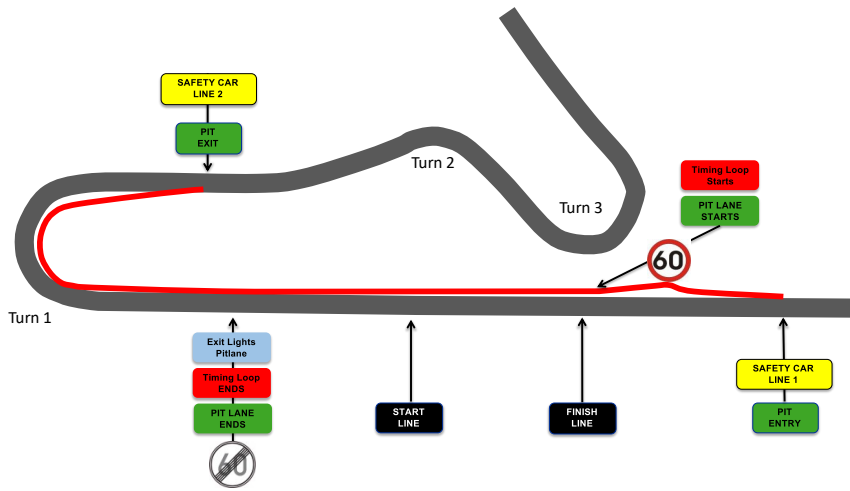 SAFETY CAR
LINE 2
PIT
EXIT
Turn 2
Timing Loop
Starts
Turn 3
PIT LANE
STARTS
60
Turn 1
Exit Lights
Pitlane
Timing Loop
ENDS
PIT LANE
ENDS
60
START
LINE
FINISH
LINE
SAFETY CAR
LINE 1
PIT
ENTRY